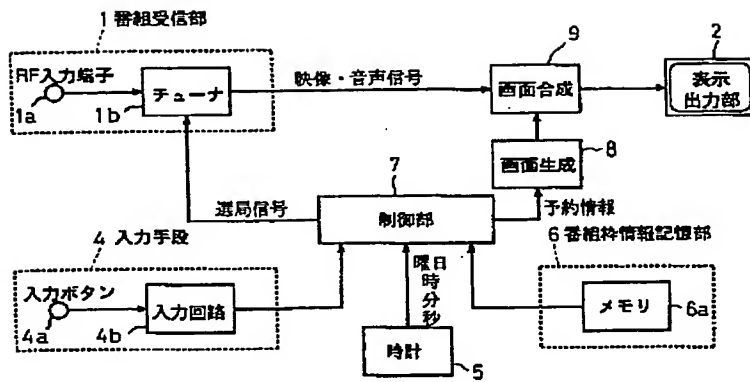 1 番組受信部
RF入力端子
1a
チューナ
1b
映像・音声信号
9
画面合成
2
表示
出力部
画面生成
8
選局信号
7
制御部
予約情報
4 入力手段
入力ボタン
4a
入力回路
4b
曜日
時
分
秒
時計
5
6 番組枠情報記憶部
メモリ
6a